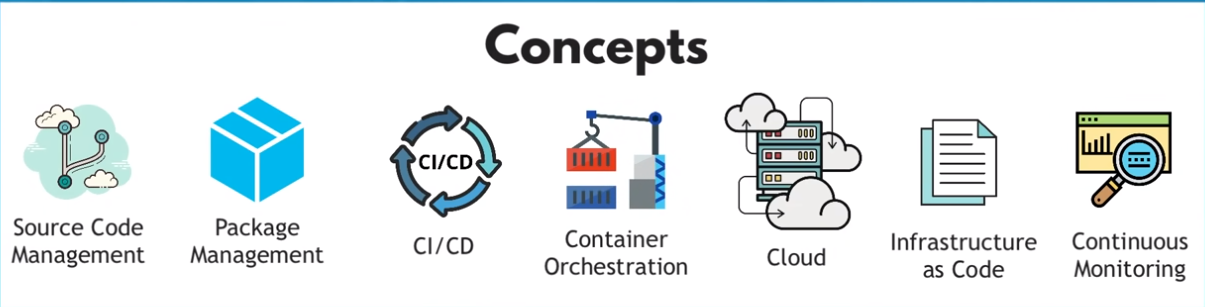 Concepts
CI/CD
Source Code
Management
Package
Management
CI/CD
Container
Orchestration
Cloud
Infrastructure
as Code
Continuous
Monitoring